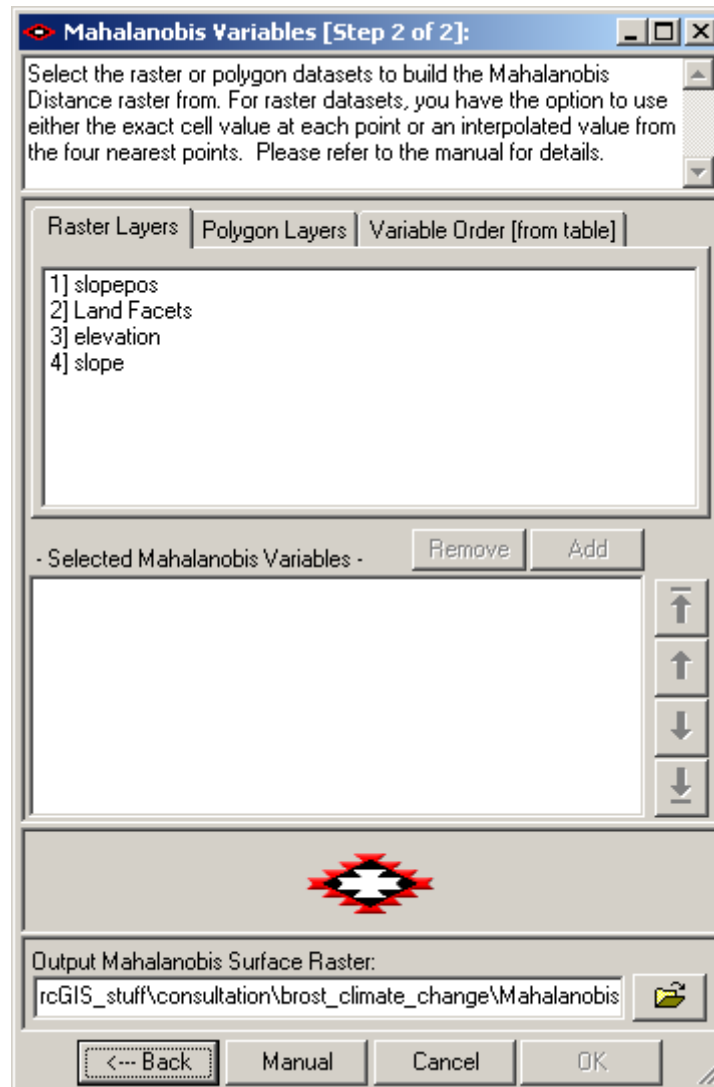 Mahalanobis Variables [Step 2 of 2]:
Select the raster or polygon datasets to build the Mahalanobis
Distance raster from. For raster datasets, you have the option to use
either the exact cell value at each point or an interpolated value from
the four nearest points.  Please refer to the manual for details.
Raster Layers Polygon Layers Variable Order [from table]
1] slopepos
2] Land Facets
3] elevation
4] slope
- Selected Mahalanobis Variables - Remove Add
Output Mahalanobis Surface Raster:
rcGIS_stuff\consultation\brost_climate_change\Mahalanobis
<--- Back Manual Cancel OK